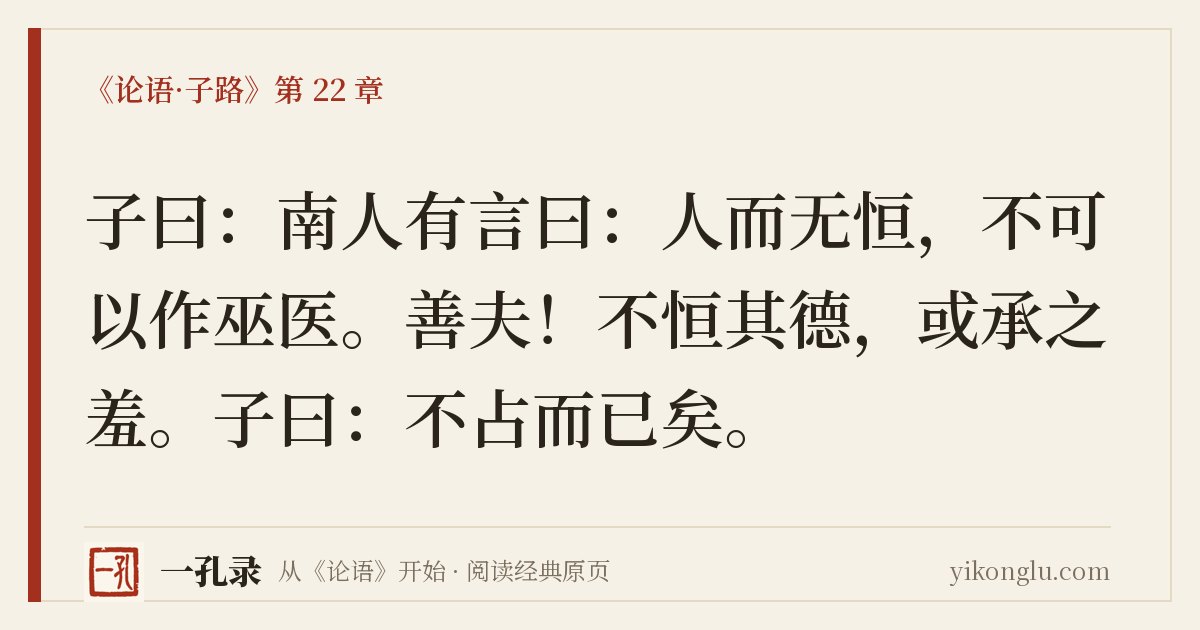 《论语·子路》第 22 章
子曰：南人有言曰：人而无恒，不可
以作巫医。善夫！不恒其德，或承之
羞。子曰：不占而已矣。
一孔 一孔录 从《论语》开始 · 阅读经典原页 yikonglu.com